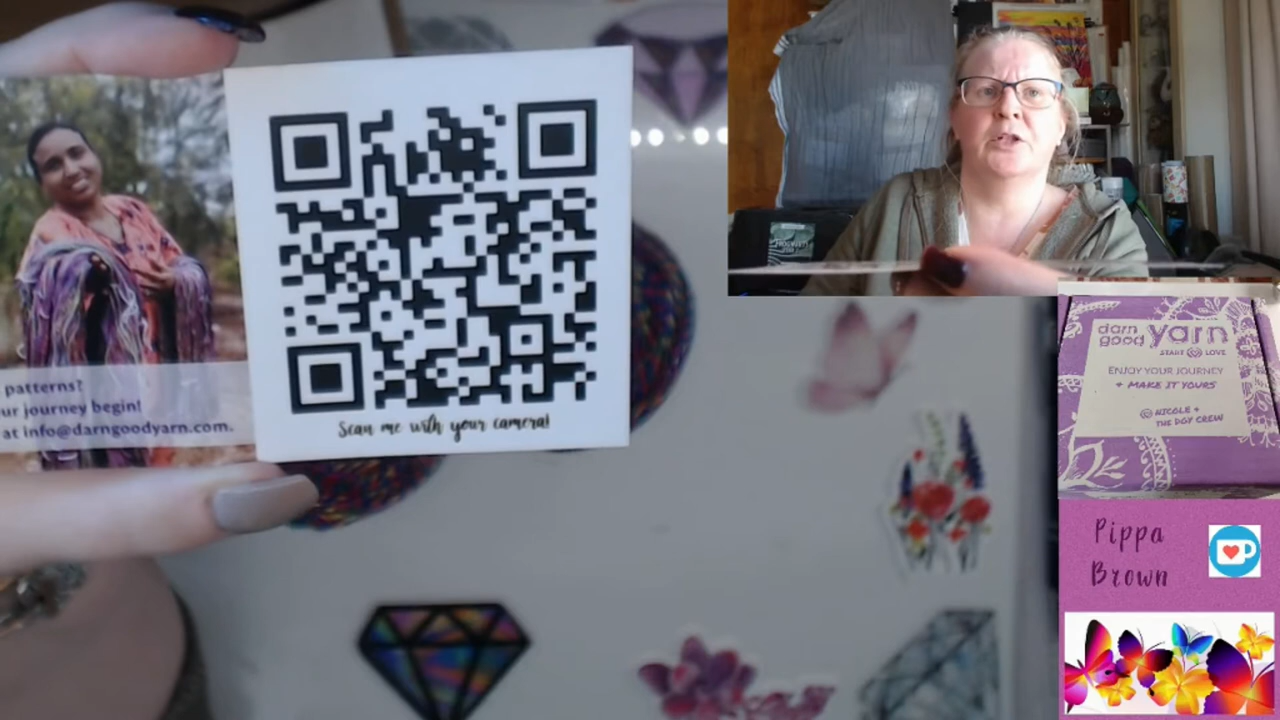 patterns?
ur journey begin!
at info@darngoodyarn.com.
Scan me with your camera!
darn good yarn
START LOVE
ENJOY YOUR JOURNEY
+ MAKE IT YOURS
NICOLE +
THE DGY CREW
Pippa
Brown